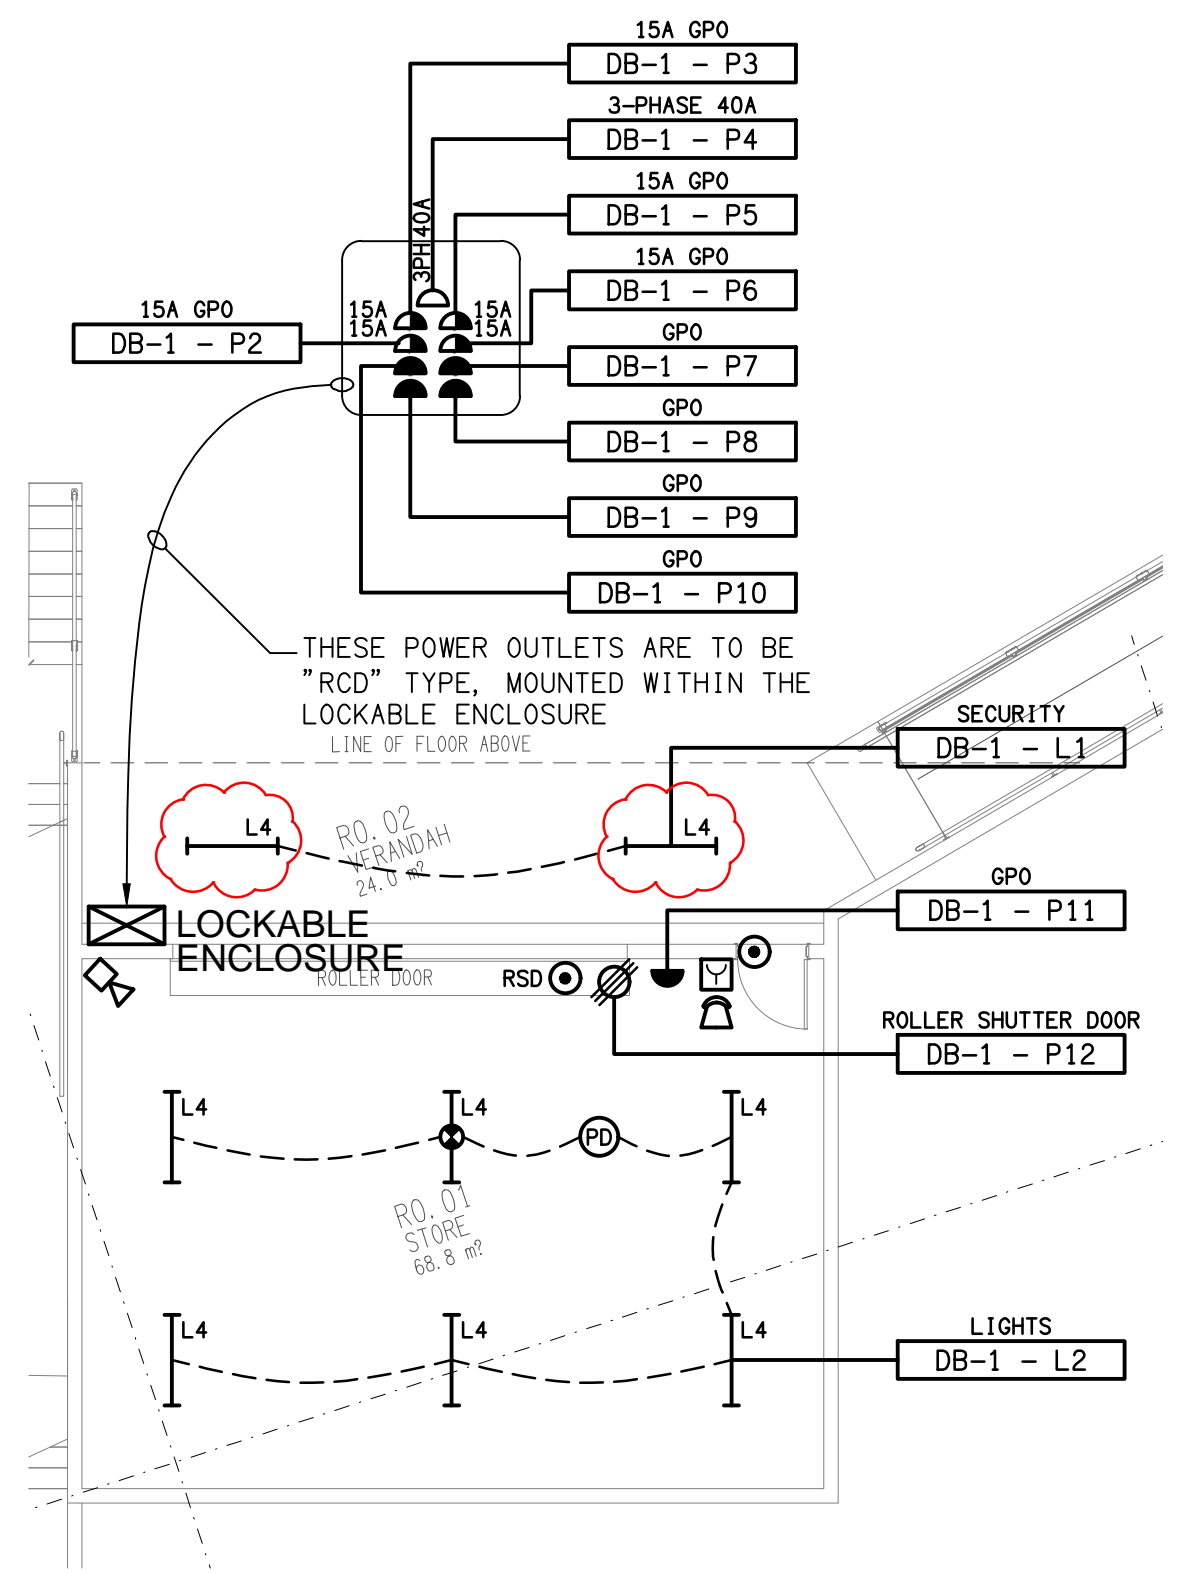 15A GPO
DB-1 - P3
3-PHASE 40A
DB-1 - P4
15A GPO
DB-1 - P5
15A GPO
DB-1 - P6
3PH 40A
15A GPO
DB-1 - P2
15A
15A
15A
15A
GPO
DB-1 - P7
GPO
DB-1 - P8
GPO
DB-1 - P9
GPO
DB-1 - P10
THESE POWER OUTLETS ARE TO BE
"RCD" TYPE, MOUNTED WITHIN THE
LOCKABLE ENCLOSURE
LINE OF FLOOR ABOVE
SECURITY
DB-1 - L1
L4
L4
R0.02
VERANDAH
24.0 m?
GPO
DB-1 - P11
LOCKABLE
ENCLOSURE
ROLLER DOOR
RSD
ROLLER SHUTTER DOOR
DB-1 - P12
L4
L4
PD
L4
R0.01
STORE
68.8 m?
L4
L4
L4
LIGHTS
DB-1 - L2